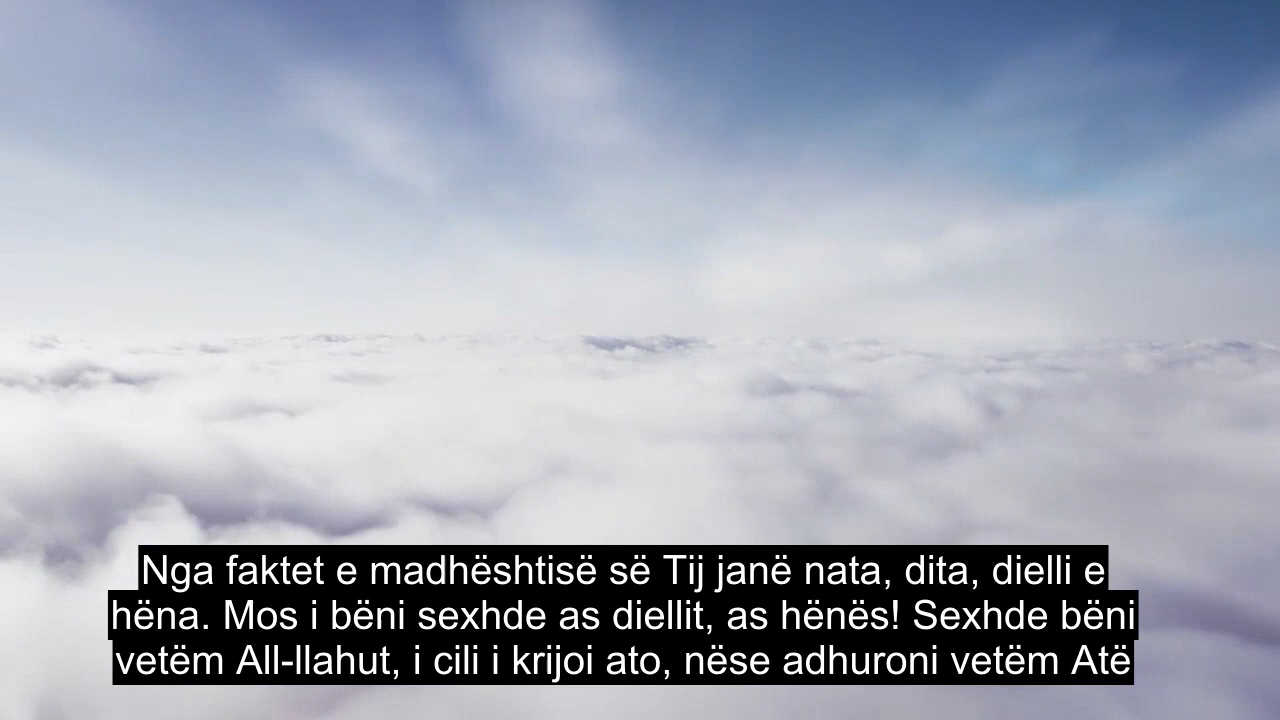 Nga faktet e madhështisë së Tij janë nata, dita, dielli e
hëna. Mos i bëni sexhde as diellit, as hënës! Sexhde bëni
vetëm All-llahut, i cili i krijoi ato, nëse adhuroni vetëm Atë